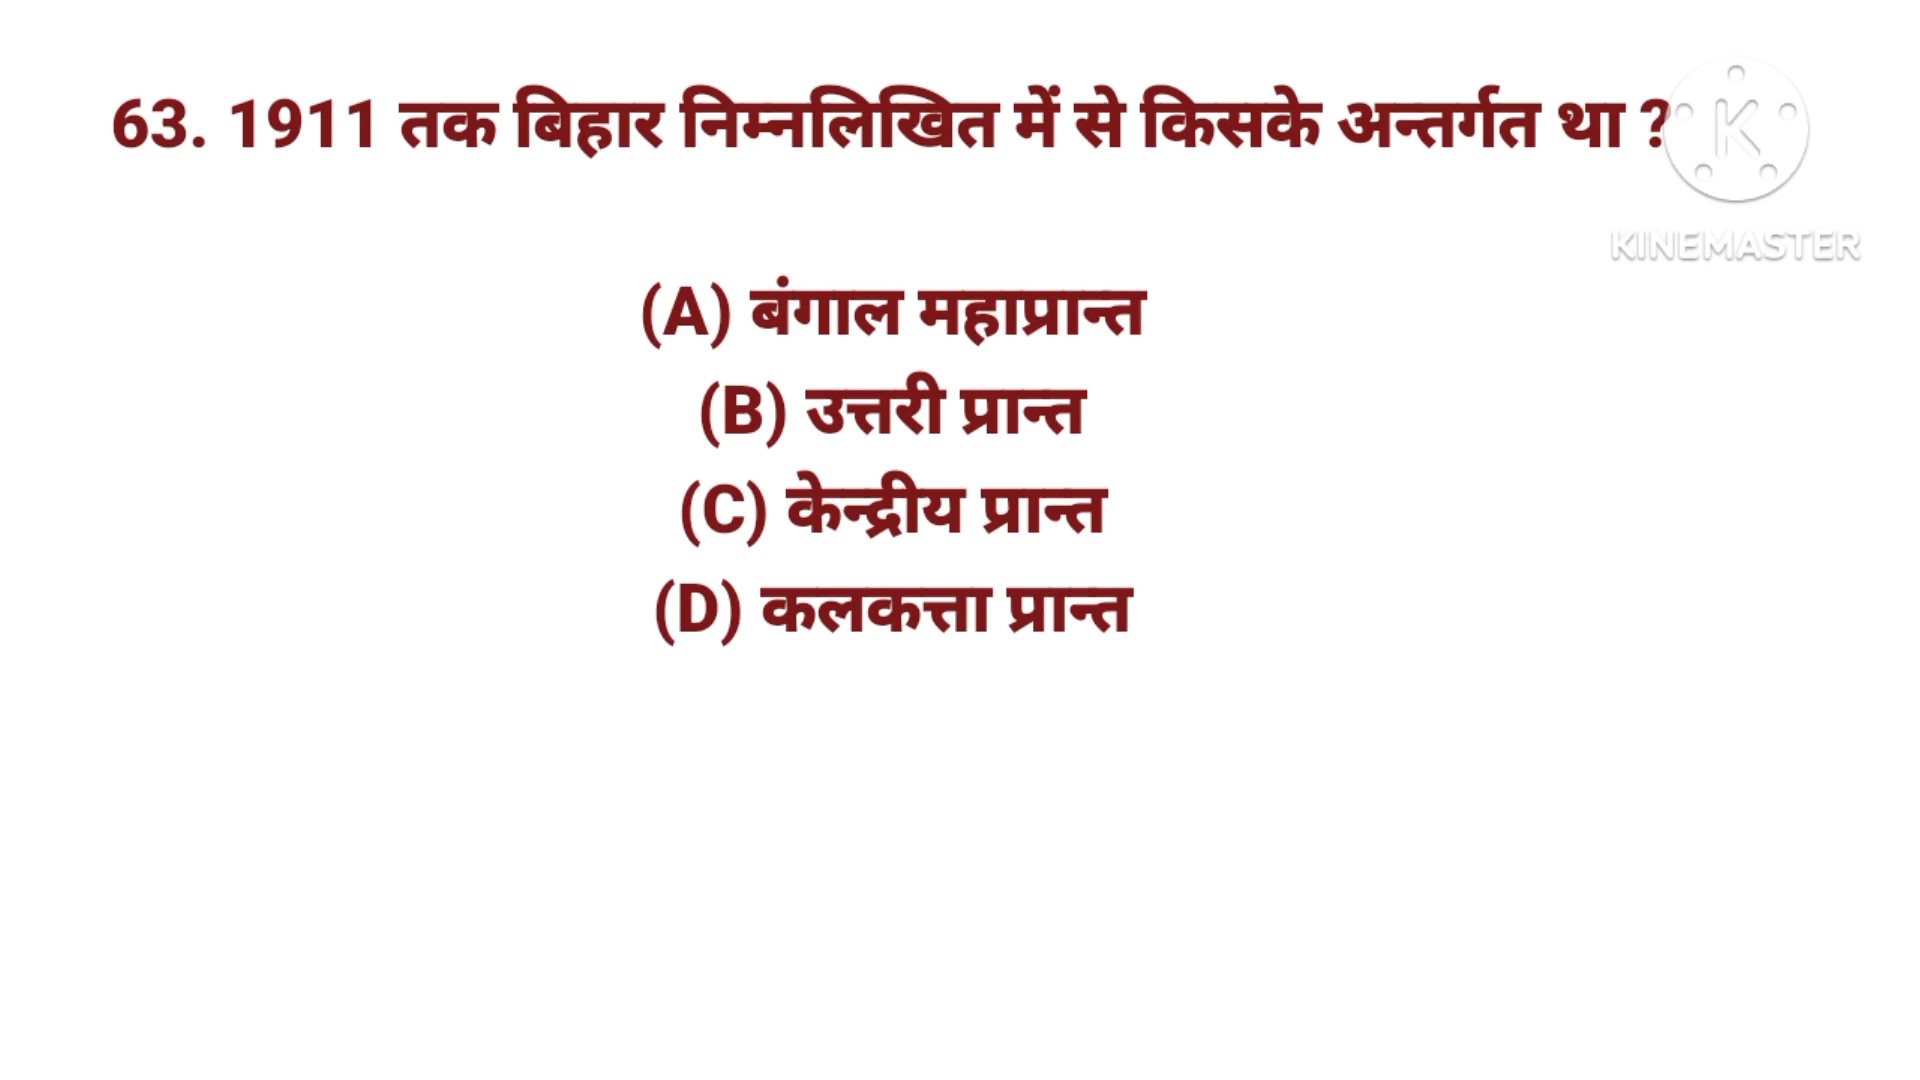 63. 1911 तक बिहार निम्नलिखित में से किसके अन्तर्गत था ?
K
KINEMASTER
(A) बंगाल महाप्रान्त
(B) उत्तरी प्रान्त
(C) केन्द्रीय प्रान्त
(D) कलकत्ता प्रान्त